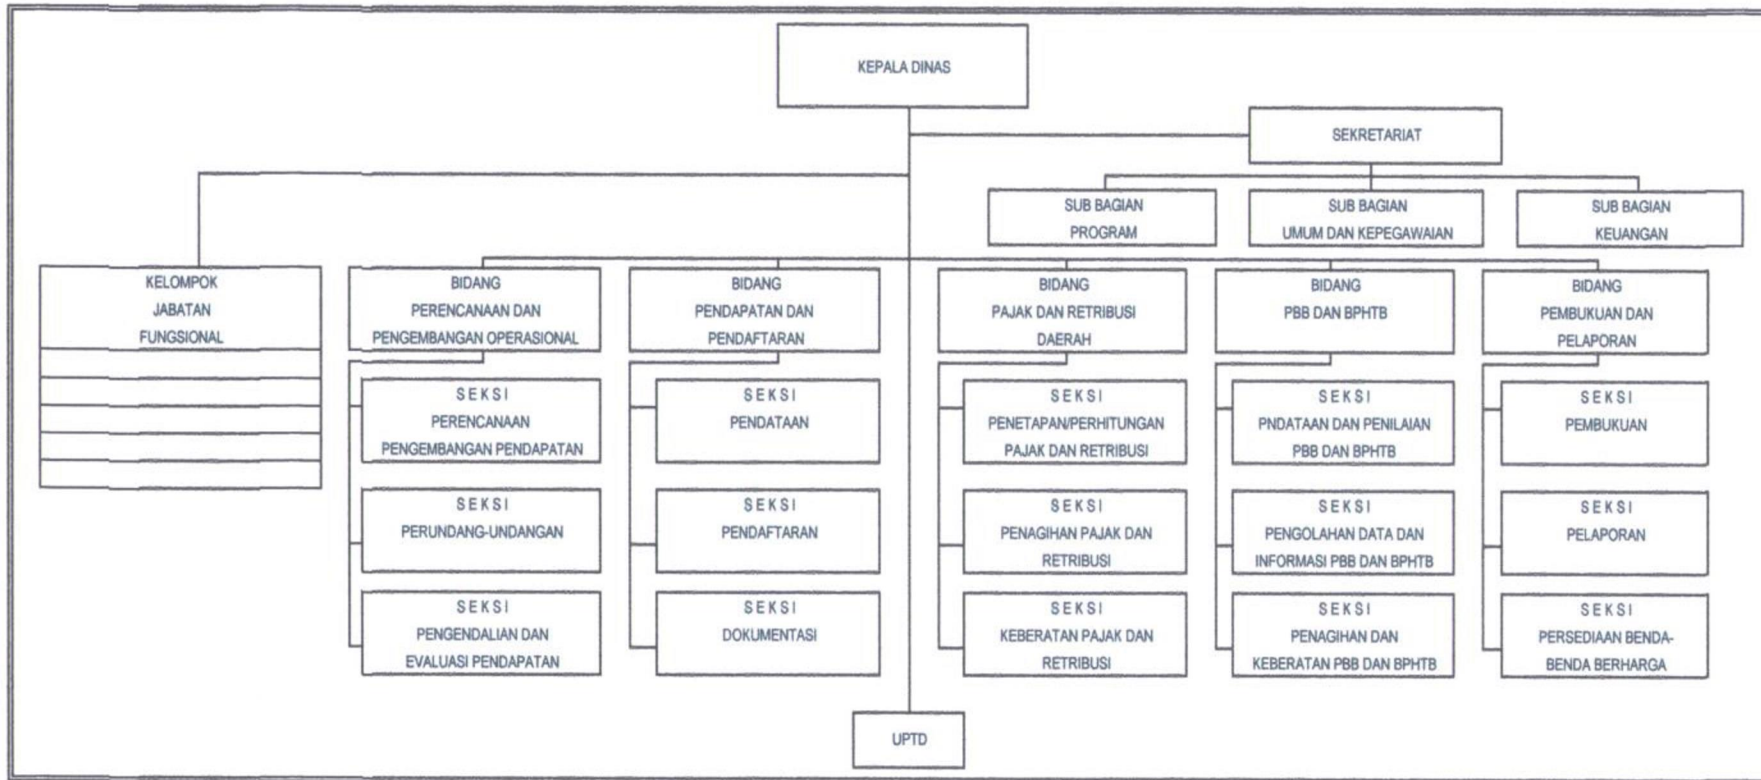 KEPALA DINAS
SEKRETARIAT
SUB BAGIAN
PROGRAM
SUB BAGIAN
UMUM DAN KEPEGAWAIAN
SUB BAGIAN
KEUANGAN
KELOMPOK
JABATAN
FUNGSIONAL
BIDANG
PERENCANAAN DAN
PENGEMBANGAN OPERASIONAL
SEKSI
PERENCANAAN
PENGEMBANGAN PENDAPATAN
SEKSI
PERUNDANG-UNDANGAN
SEKSI
PENGENDALIAN DAN
EVALUASI PENDAPATAN
BIDANG
PENDAPATAN DAN
PENDAFTARAN
SEKSI
PENDATAAN
SEKSI
PENDAFTARAN
SEKSI
DOKUMENTASI
BIDANG
PAJAK DAN RETRIBUSI
DAERAH
SEKSI
PENETAPAN/PERHITUNGAN
PAJAK DAN RETRIBUSI
SEKSI
PENAGIHAN PAJAK DAN
RETRIBUSI
SEKSI
KEBERATAN PAJAK DAN
RETRIBUSI
BIDANG
PBB DAN BPHTB
SEKSI
PNDATAAN DAN PENILAIAN
PBB DAN BPHTB
SEKSI
PENGOLAHAN DATA DAN
INFORMASI PBB DAN BPHTB
SEKSI
PENAGIHAN DAN
KEBERATAN PBB DAN BPHTB
BIDANG
PEMBUKUAN DAN
PELAPORAN
SEKSI
PEMBUKUAN
SEKSI
PELAPORAN
SEKSI
PERSEDIAAN BENDA-
BENDA BERHARGA
UPTD